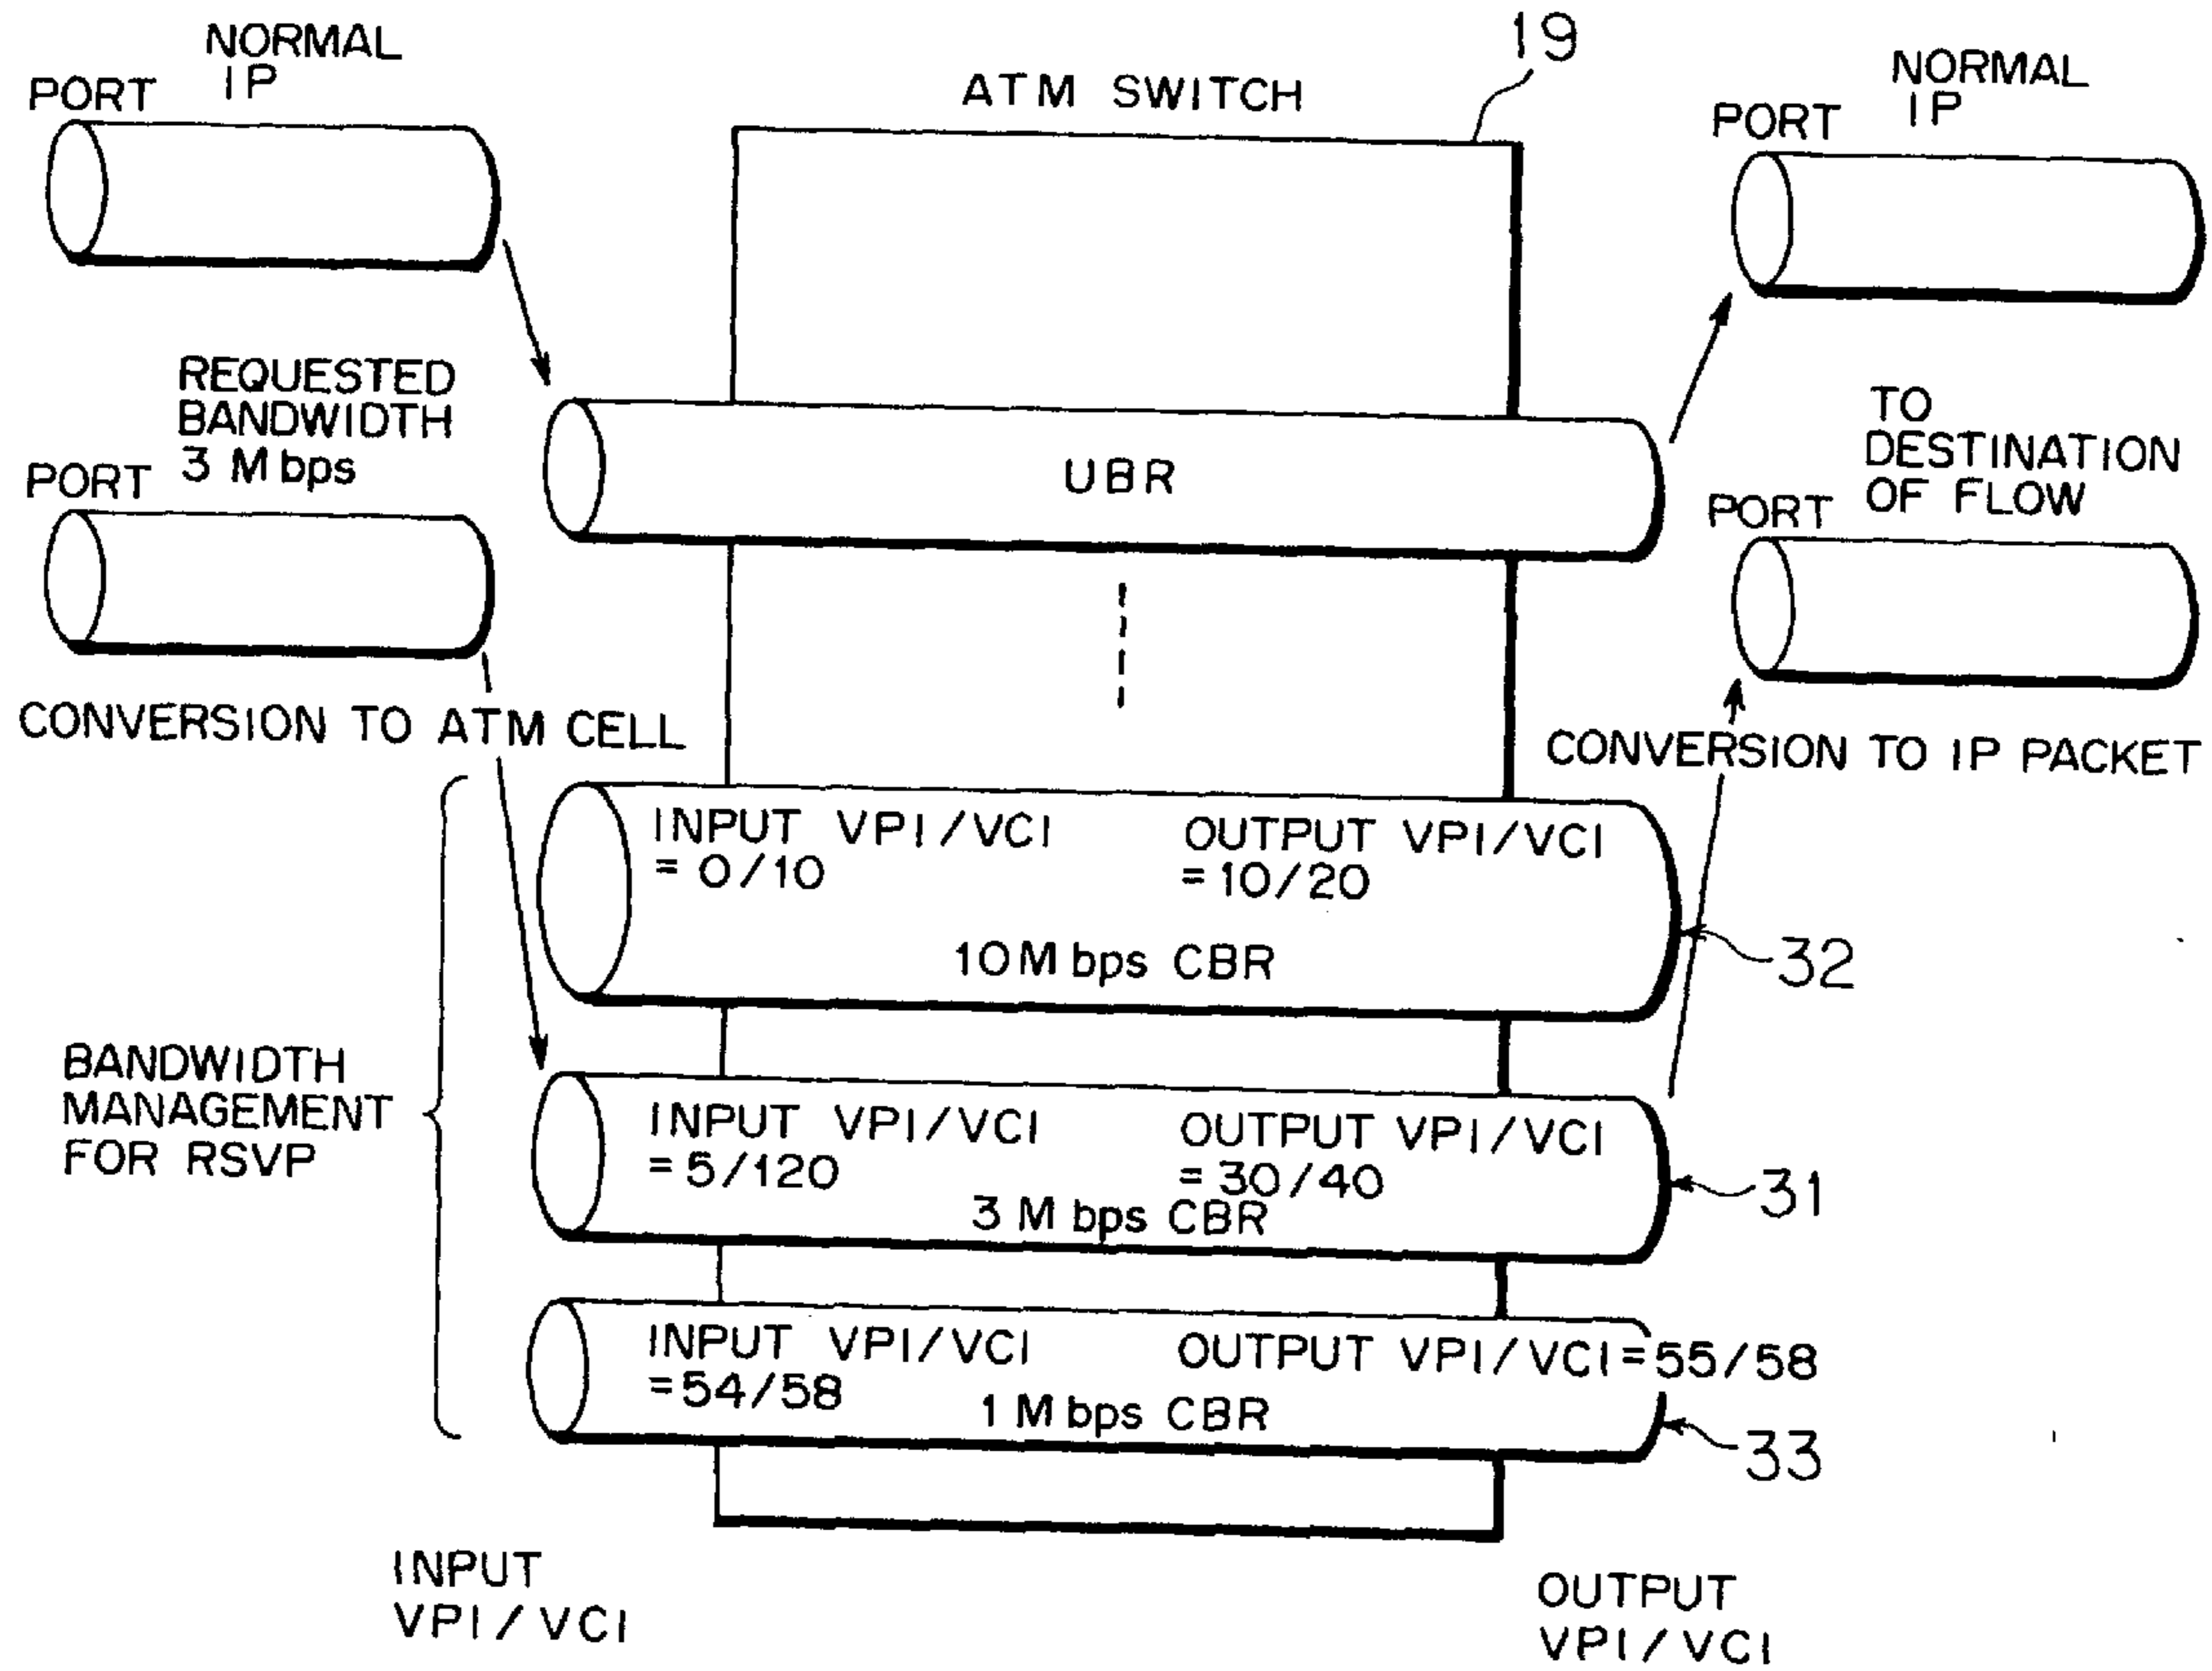 19
NORMAL
IP
PORT
ATM SWITCH
NORMAL
IP
PORT
REQUESTED
BANDWIDTH
3 Mbps
PORT
UBR
TO
DESTINATION
OF FLOW
PORT
CONVERSION TO ATM CELL
CONVERSION TO IP PACKET
INPUT VPI/VCI
= 0/10
OUTPUT VPI/VCI
= 10/20
10 Mbps CBR
32
BANDWIDTH
MANAGEMENT
FOR RSVP
INPUT VPI/VCI
= 5/120
OUTPUT VPI/VCI
= 30/40
3 Mbps CBR
31
INPUT VPI/VCI
= 54/58
OUTPUT VPI/VCI = 55/58
1 Mbps CBR
33
INPUT
VPI/VCI
OUTPUT
VPI/VCI